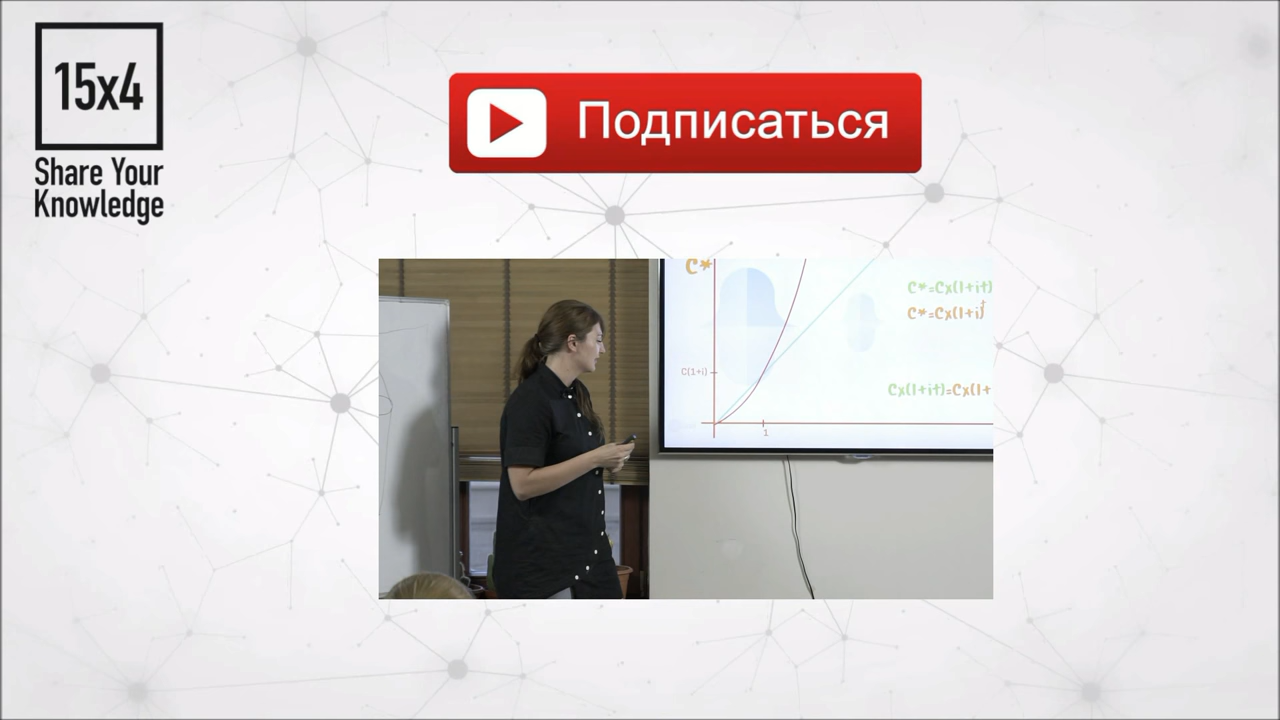 15x4
Share Your
Knowledge
Подписаться
C*
C*=Cx(1+it)
C*=Cx(1+i)t
C(1+i)
Cx(1+it)=Cx(1+
1